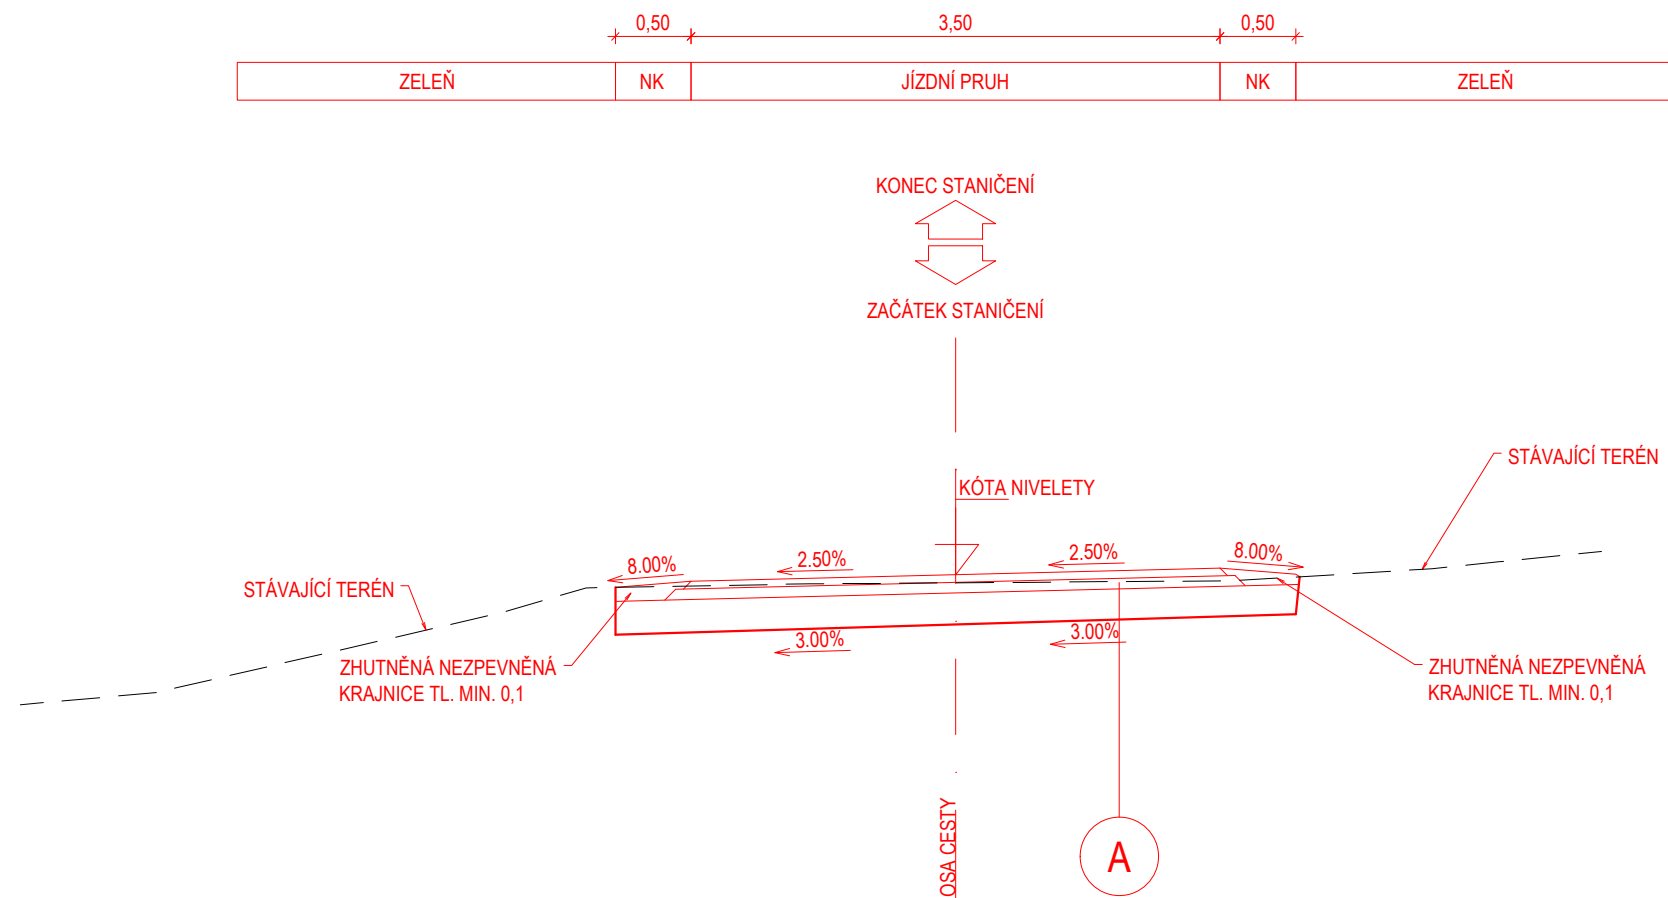 0,50 3,50 0,50
ZELEŇ NK JÍZDNÍ PRUH NK ZELEŇ
KONEC STANIČENÍ
ZAČÁTEK STANIČENÍ
STÁVAJÍCÍ TERÉN
KÓTA NIVELETY
8.00% 2.50% 2.50% 8.00%
STÁVAJÍCÍ TERÉN
3.00% 3.00%
ZHUTNĚNÁ NEZPEVNĚNÁ
KRAJNICE TL. MIN. 0,1
ZHUTNĚNÁ NEZPEVNĚNÁ
KRAJNICE TL. MIN. 0,1
OSA CESTY
A